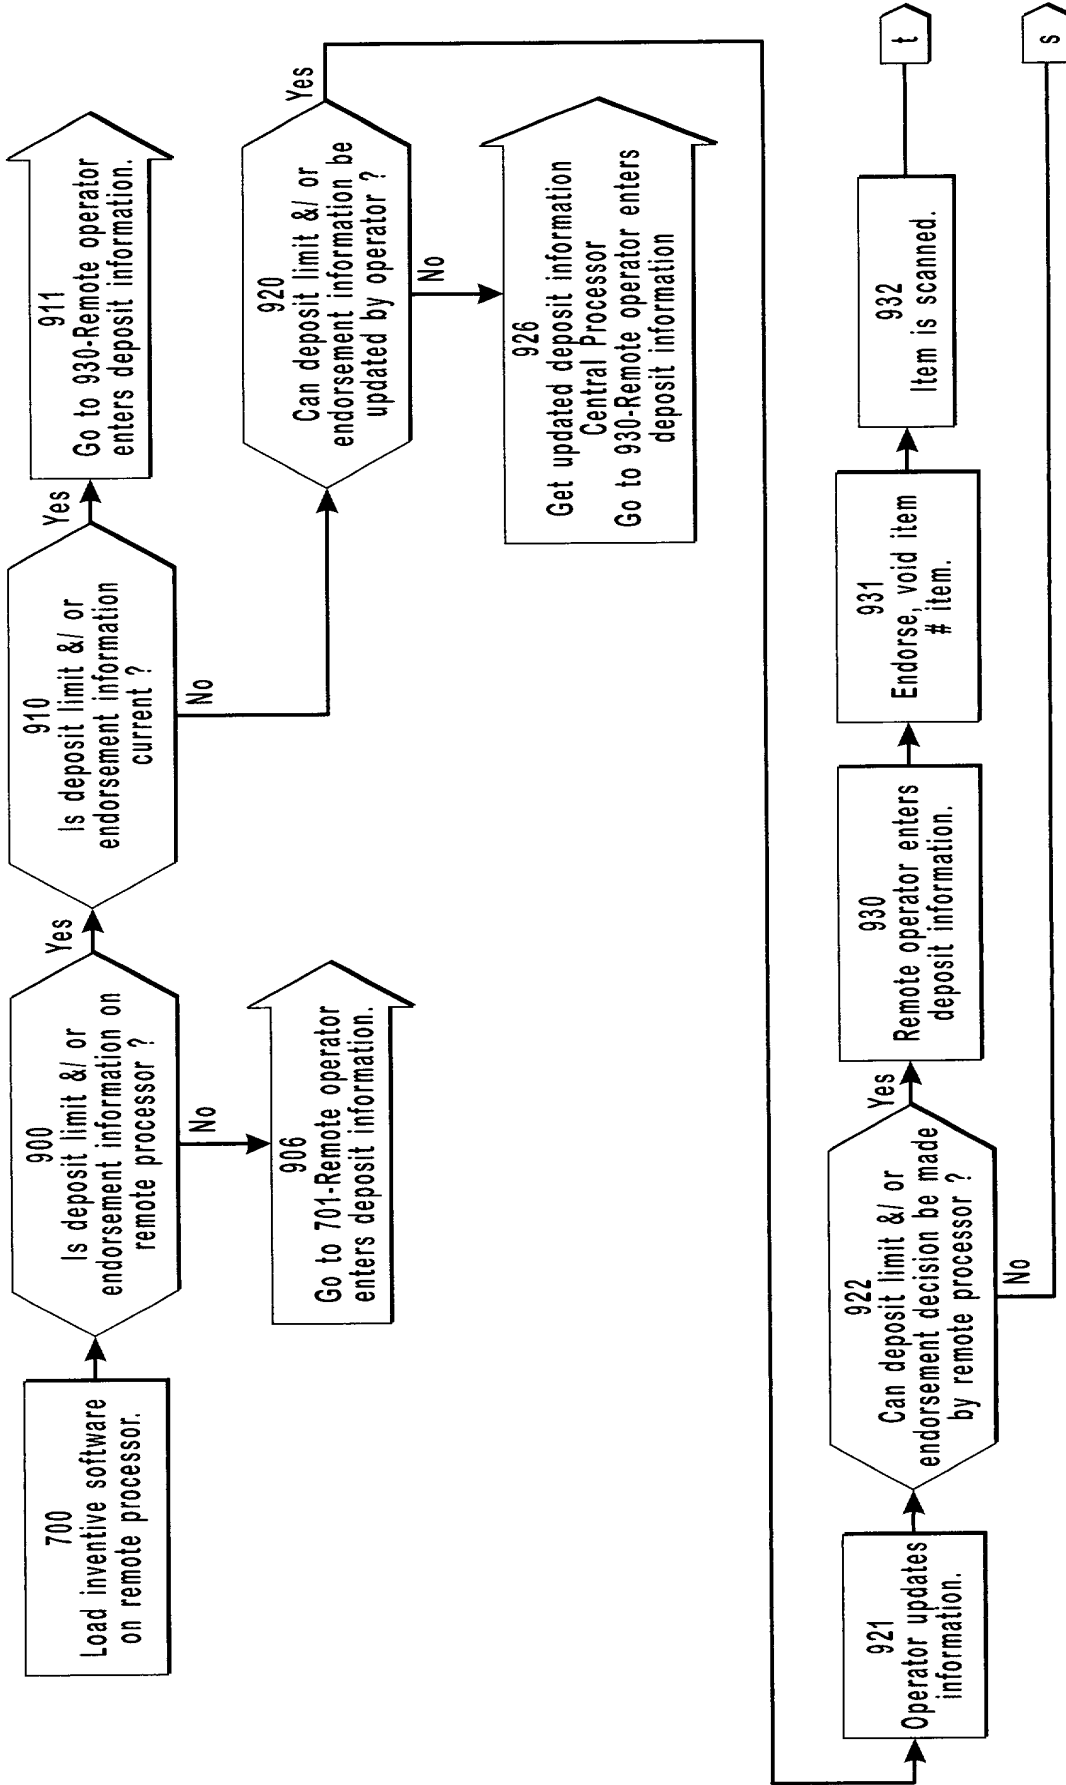 700
Load inventive software
on remote processor.
900
Is deposit limit &/ or
endorsement information on
remote processor ?
Yes
No
906
Go to 701-Remote operator
enters deposit information.
910
Is deposit limit &/ or
endorsement information
current ?
Yes
No
911
Go to 930-Remote operator
enters deposit information.
920
Can deposit limit &/ or
endorsement information be
updated by operator ?
Yes
No
926
Get updated deposit information
Central Processor
Go to 930-Remote operator enters
deposit information
921
Operator updates
information.
922
Can deposit limit &/ or
endorsement decision be made
by remote processor ?
Yes
No
930
Remote operator enters
deposit information.
931
Endorse, void item
# item.
932
Item is scanned.
t
s